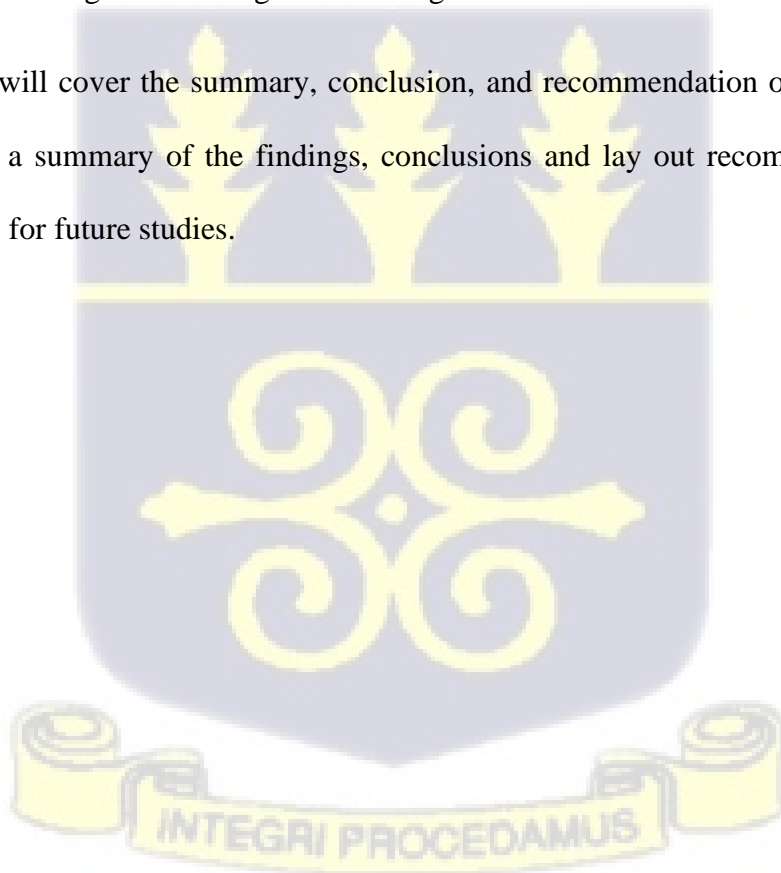 will cover the summary, conclusion, and recommendation o
a summary of the findings, conclusions and lay out recom
for future studies.
INTEGRI PROCEDAMUS